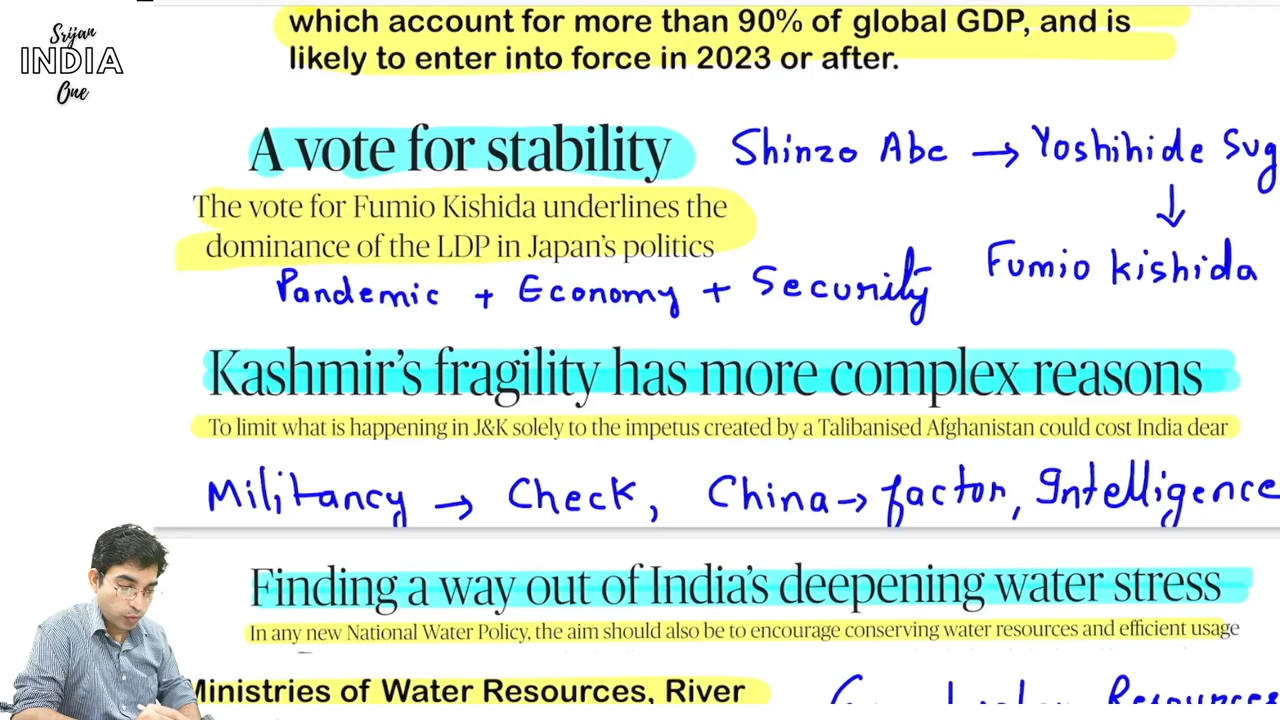 which account for more than 90% of global GDP, and is
likely to enter into force in 2023 or after.
Srijan
INDIA
One
A vote for stability
Shinzo Abe → Yoshihide Sug
↓
The vote for Fumio Kishida underlines the
dominance of the LDP in Japan's politics
Fumio kishida
Pandemic + Economy + Security
Kashmir's fragility has more complex reasons
To limit what is happening in J&K solely to the impetus created by a Talibanised Afghanistan could cost India dear
Militancy → Check, China → factor, Intelligence
Finding a way out of India's deepening water stress
In any new National Water Policy, the aim should also be to encourage conserving water resources and efficient usage
Ministries of Water Resources, River
Resources